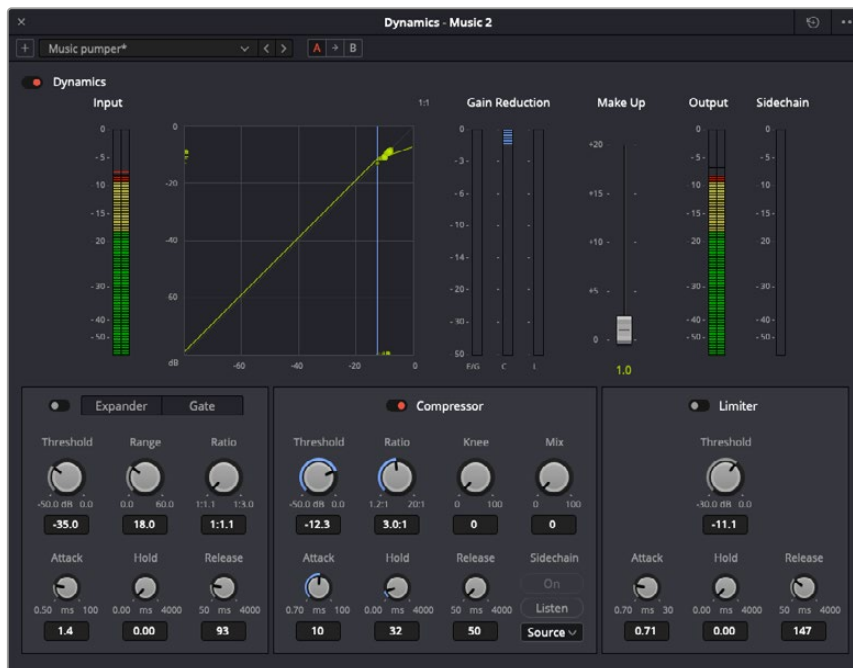 Dynamics - Music 2
Music pumper*
A B
Dynamics
Input 1:1 Gain Reduction Make Up Output Sidechain
0 0 0 +20 0 0
-5 -3 -5 -5
-6 +15
10 -20 -10 -10 -10
15 -15 -15
20 -40 -14 +10 20 20
-20 +5
-30 60 -30 -30
-40 -30 0 -40 -40
-50 50 -50 -50
dB -60 -40 -20 0 E/G C L 1.0
Expander Gate Compressor Limiter
Threshold Range Ratio Threshold Ratio Knee Mix Threshold
-50.0 dB 0.0 0.0 60.0 1:1.1 1:3.0 -50.0 dB 0.0 1.2:1 20:1 0 100 0 100 -30.0 dB 0.0
-35.0 18.0 1:1.1 -12.3 3.0:1 0 0 -11.1
Attack Hold Release Attack Hold Release Sidechain Attack Hold Release
On
0.50 ms 100 0.00 ms 4000 50 ms 4000 0.70 ms 100 0.00 ms 4000 50 ms 4000 Listen 0.70 ms 30 0.00 ms 4000 50 ms 4000
1.4 0.00 93 10 32 50 Source 0.71 0.00 147